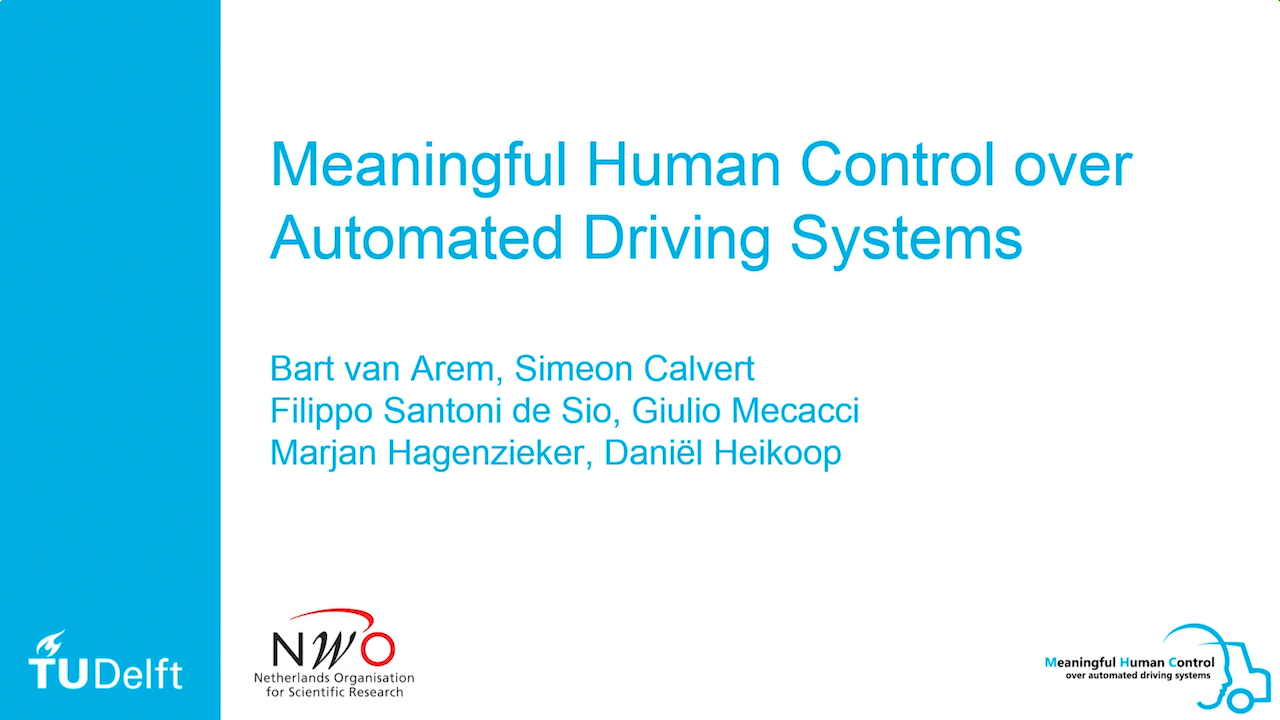 Meaningful Human Control over
Automated Driving Systems
Bart van Arem, Simeon Calvert
Filippo Santoni de Sio, Giulio Mecacci
Marjan Hagenzieker, Daniël Heikoop
TUDelft
NWO
Netherlands Organisation
for Scientific Research
Meaningful Human Control
over automated driving systems